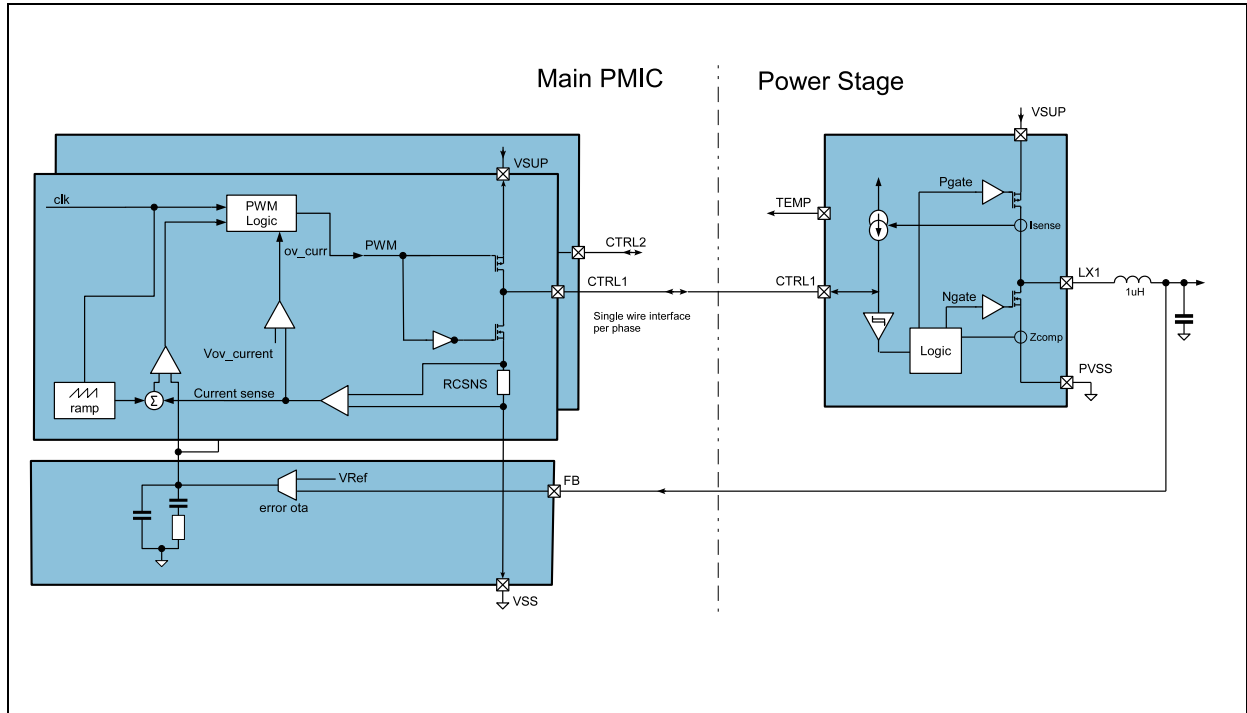 Main PMIC
Power Stage
VSUP
VSUP
clk
PWM
Logic
Pgate
TEMP
Isense
ov_curr
PWM
CTRL2
CTRL1
CTRL1
LX1
1uH
Single wire interface
per phase
Ngate
Vov_current
Logic
Zcomp
RCSNS
PVSS
ramp
Σ
Current sense
VRef
FB
error ota
VSS